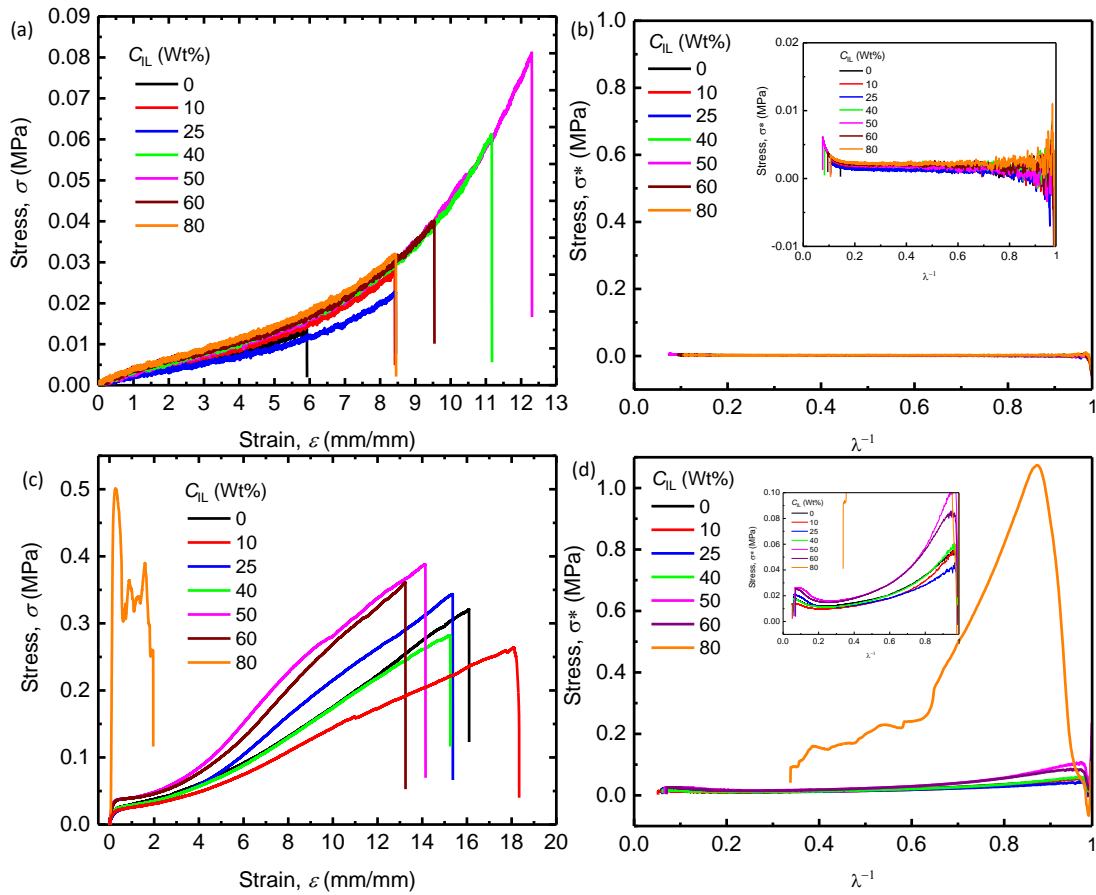 (a)
C_IL (Wt%)
0
10
25
40
50
60
80
Stress, σ (MPa)
0.09
0.08
0.07
0.06
0.05
0.04
0.03
0.02
0.01
0.00
0 1 2 3 4 5 6 7 8 9 10 11 12 13
Strain, ε (mm/mm)
(b)
C_IL (Wt%)
0
10
25
40
50
60
80
Stress, σ* (MPa)
1.0
0.8
0.6
0.4
0.2
0.0
0.0 0.2 0.4 0.6 0.8 1
λ⁻¹
C_IL (Wt%)
0
10
25
40
50
60
80
Stress, σ* (MPa)
0.02
0.01
0.00
-0.01
0.0 0.2 0.4 0.6 0.8 1
λ⁻¹
(c)
C_IL (Wt%)
0
10
25
40
50
60
80
Stress, σ (MPa)
0.5
0.4
0.3
0.2
0.1
0.0
0 2 4 6 8 10 12 14 16 18 20
Strain, ε (mm/mm)
(d)
C_IL (Wt%)
0
10
25
40
50
60
80
Stress, σ* (MPa)
1.0
0.8
0.6
0.4
0.2
0.0
0.0 0.2 0.4 0.6 0.8 1
λ⁻¹
C_IL (Wt%)
0
10
25
40
50
60
80
Stress, σ* (MPa)
0.10
0.08
0.06
0.04
0.02
0.00
0.0 0.2 0.4 0.6 0.8 1
λ⁻¹